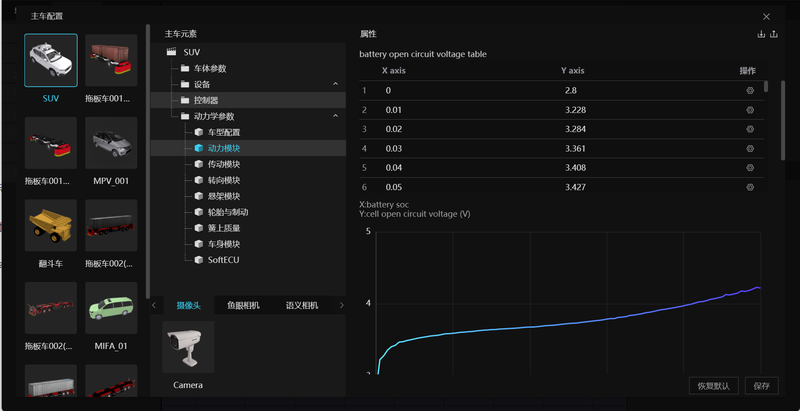 主车配置
SUV
拖板车001...
拖板车001...
MPV_001
翻斗车
拖板车002(...
拖板车002(...
MIFA_01
主车元素
SUV
车体参数
设备
控制器
动力学参数
车型配置
动力模块
传动模块
转向模块
悬架模块
轮胎与制动
簧上质量
车身模块
SoftECU
摄像头
鱼眼相机
语义相机
Camera
属性
battery open circuit voltage table
X axis Y axis 操作
1 0 2.8
2 0.01 3.228
3 0.02 3.284
4 0.03 3.361
5 0.04 3.408
6 0.05 3.427
X:battery soc
Y:cell open circuit voltage (V)
5
4
3
恢复默认 保存